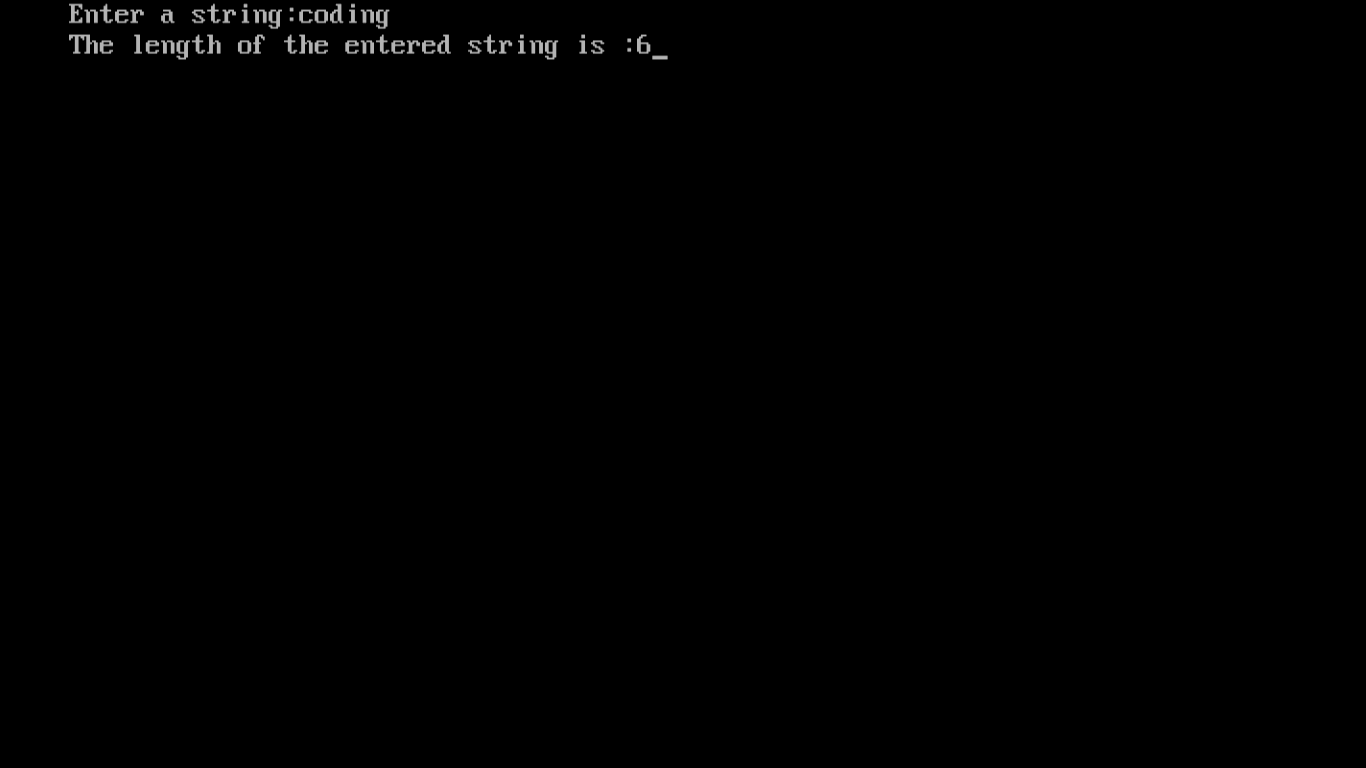 Enter a string:coding
The length of the entered string is :6_